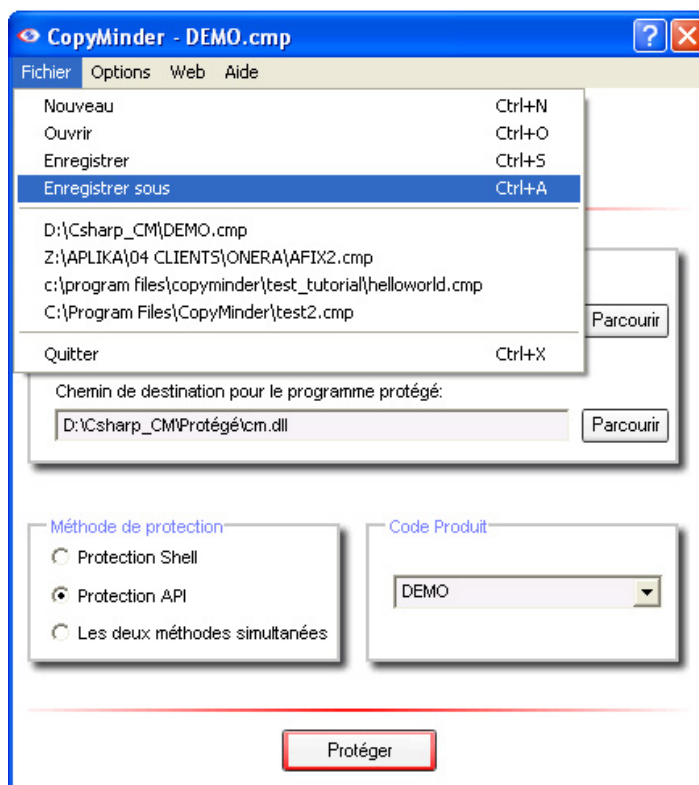 CopyMinder - DEMO.cmp
Fichier Options Web Aide
Nouveau Ctrl+N
Ouvrir Ctrl+O
Enregistrer Ctrl+S
Enregistrer sous Ctrl+A
D:\Csharp_CM\DEMO.cmp
Z:\APLIKA\04 CLIENTS\ONERA\AFIX2.cmp
c:\program files\copyminder\test_tutorial\helloworld.cmp
C:\Program Files\CopyMinder\test2.cmp
Parcourir
Quitter Ctrl+X
Chemin de destination pour le programme protégé:
D:\Csharp_CM\Protégé\cm.dll Parcourir
Méthode de protection
Protection Shell
Protection API
Les deux méthodes simultanées
Code Produit
DEMO
Protéger